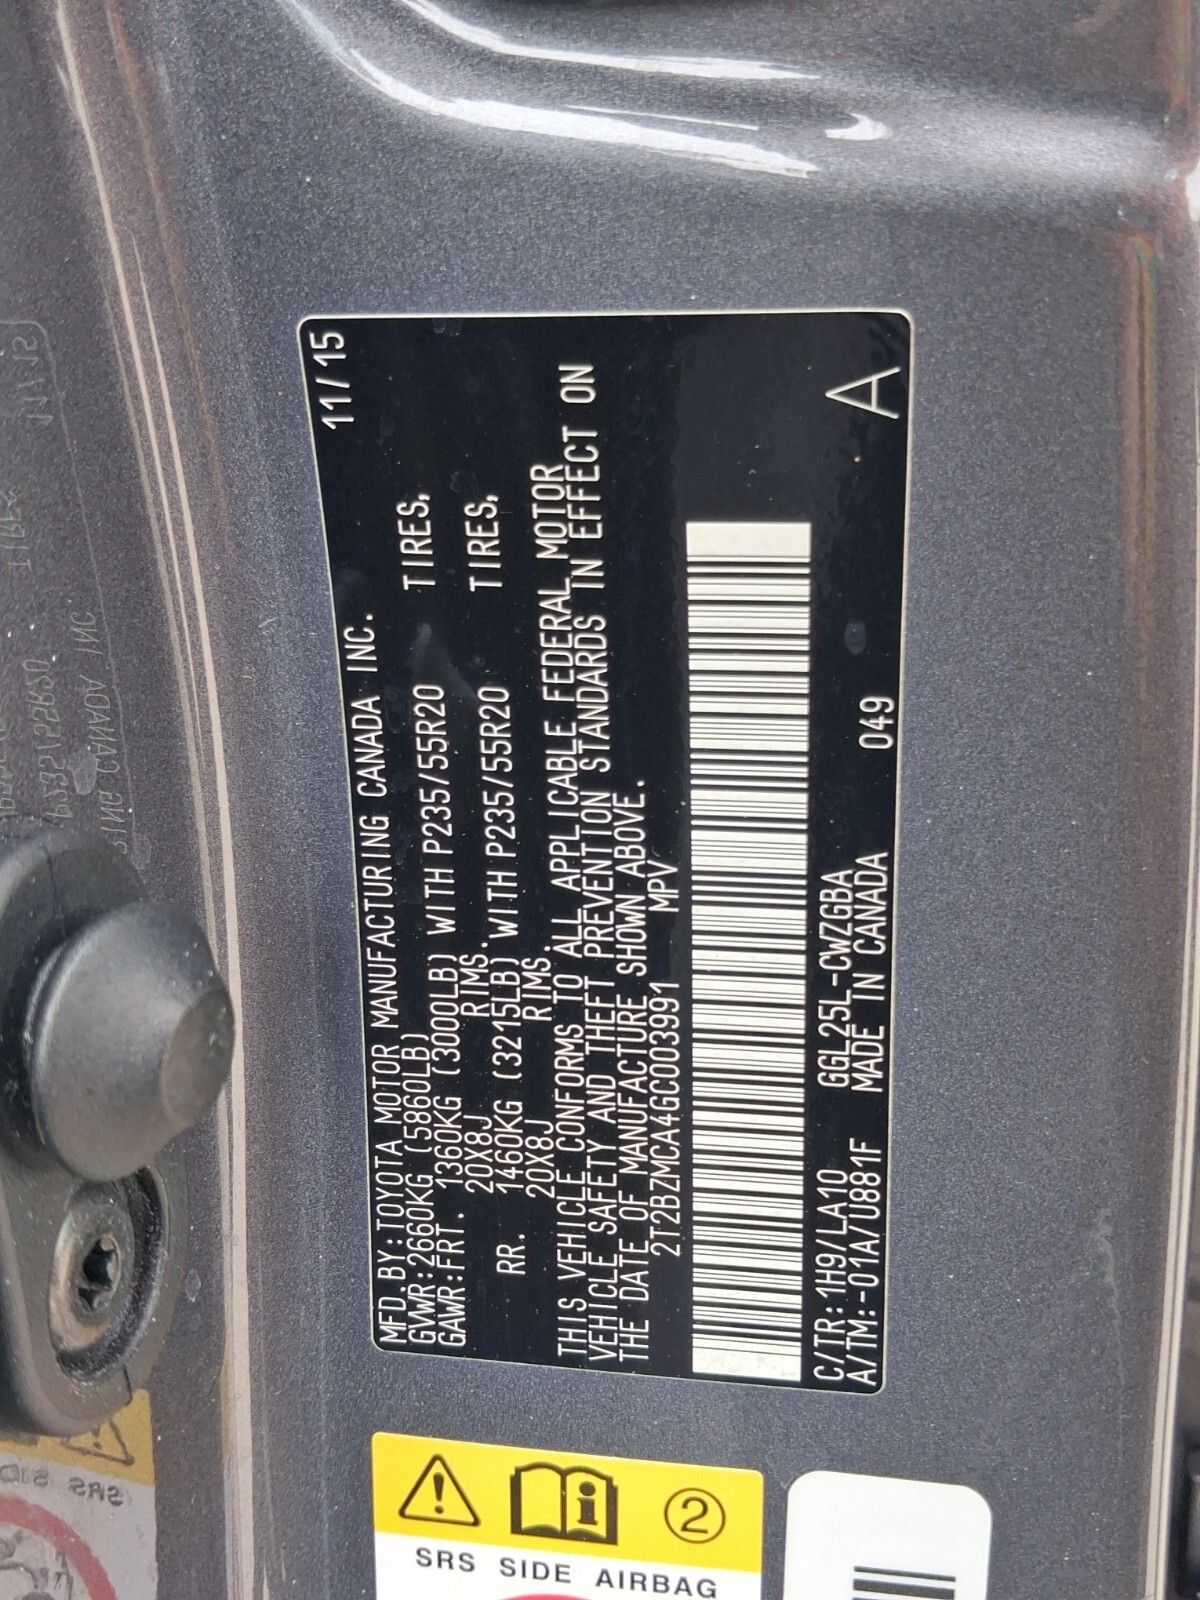 11/15
MFD.BY:TOYOTA MOTOR MANUFACTURING CANADA INC.
GVWR:2660KG (5860LB)
GAWR:FRT. 1360KG (3000LB) WITH P235/55R20 TIRES,
20X8J RIMS.
RR. 1460KG (3215LB) WITH P235/55R20 TIRES,
20X8J RIMS.
THIS VEHICLE CONFORMS TO ALL APPLICABLE FEDERAL MOTOR
VEHICLE SAFETY AND THEFT PREVENTION STANDARDS IN EFFECT ON
THE DATE OF MANUFACTURE SHOWN ABOVE.
2T2BZMCA4GC003991 MPV
C/TR:1H9/LA10 GGL25L-CWZGBA
A/TM:-01A/U881F MADE IN CANADA 049
A
2
SRS SIDE AIRBAG